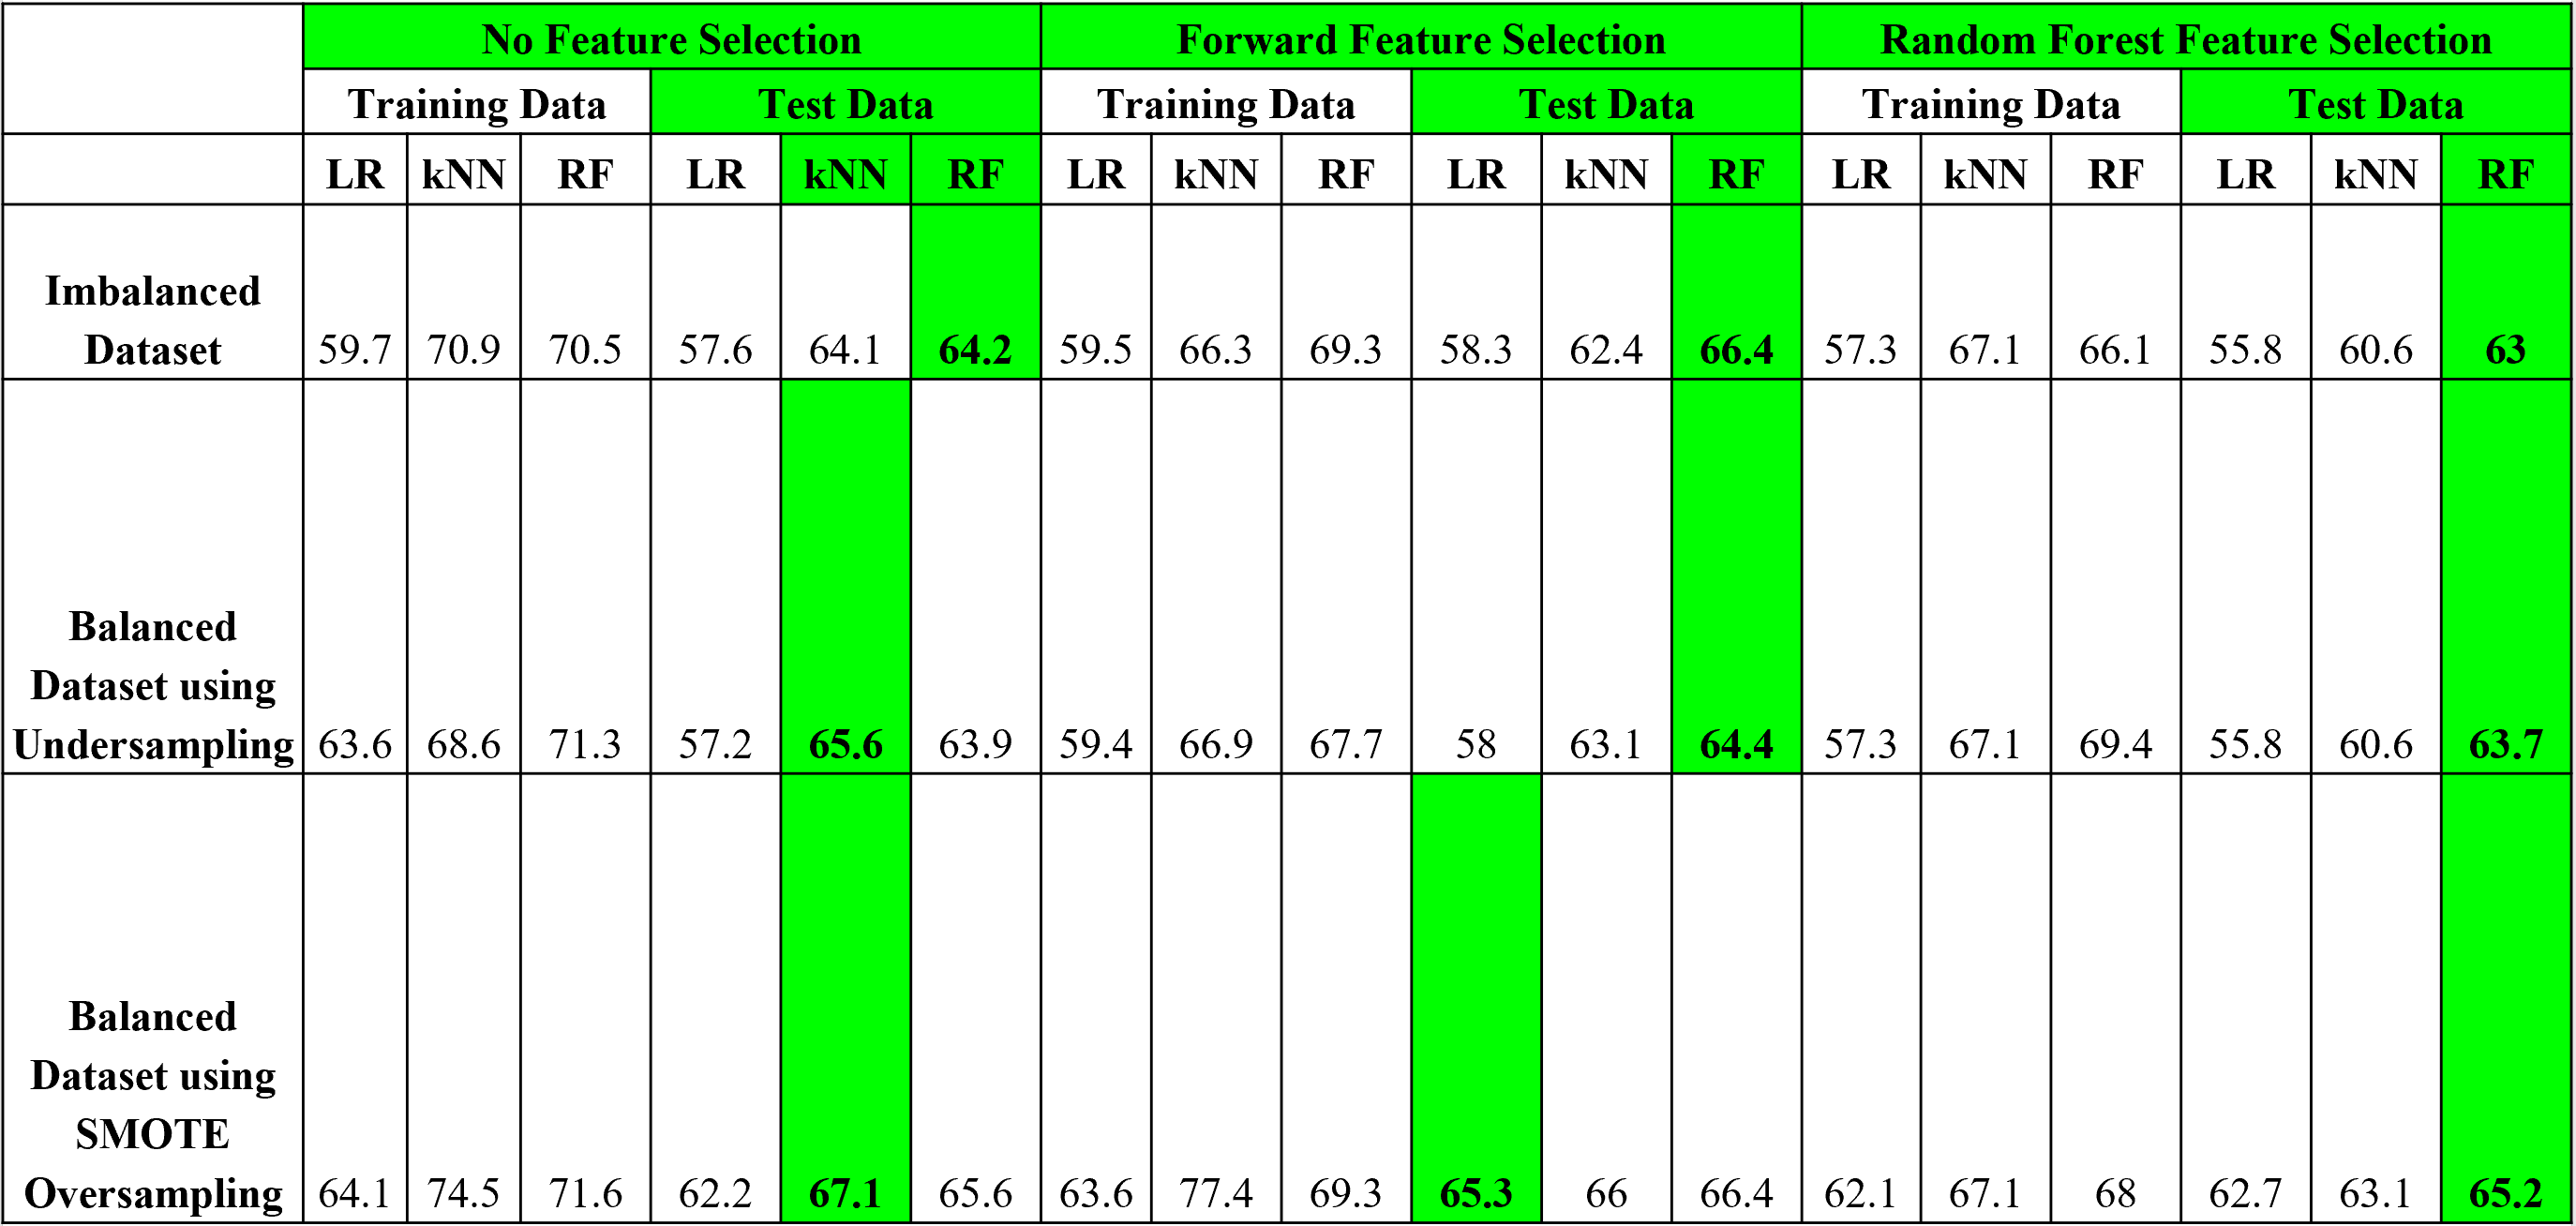 No Feature Selection Forward Feature Selection Random Forest Feature Selection
Training Data Test Data Training Data Test Data Training Data Test Data
LR kNN RF LR kNN RF LR kNN RF LR kNN RF LR kNN RF LR kNN RF
Imbalanced
Dataset 59.7 70.9 70.5 57.6 64.1 64.2 59.5 66.3 69.3 58.3 62.4 66.4 57.3 67.1 66.1 55.8 60.6 63
Balanced
Dataset using
Undersampling 63.6 68.6 71.3 57.2 65.6 63.9 59.4 66.9 67.7 58 63.1 64.4 57.3 67.1 69.4 55.8 60.6 63.7
Balanced
Dataset using
SMOTE
Oversampling 64.1 74.5 71.6 62.2 67.1 65.6 63.6 77.4 69.3 65.3 66 66.4 62.1 67.1 68 62.7 63.1 65.2